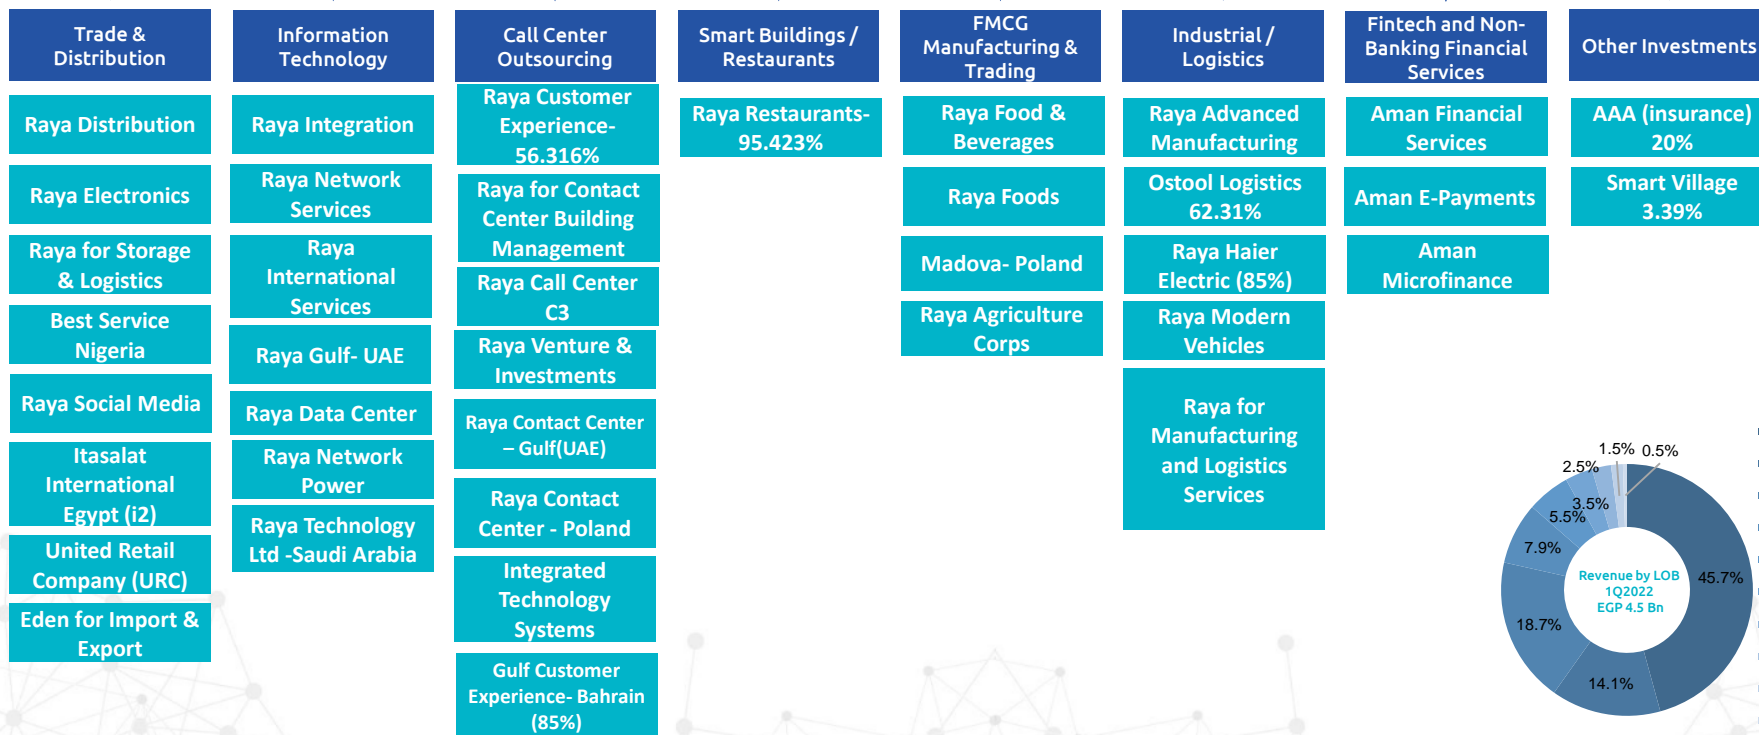 Trade &
Distribution
Raya Distribution
Raya Electronics
Raya for Storage
& Logistics
Best Service
Nigeria
Raya Social Media
Itasalat
International
Egypt (i2)
United Retail
Company (URC)
Eden for Import &
Export
Information
Technology
Raya Integration
Raya Network
Services
Raya
International
Services
Raya Gulf- UAE
Raya Data Center
Raya Network
Power
Raya Technology
Ltd -Saudi Arabia
Call Center
Outsourcing
Raya Customer
Experience-
56.316%
Raya for Contact
Center Building
Management
Raya Call Center
C3
Raya Venture &
Investments
Raya Contact Center
– Gulf(UAE)
Raya Contact
Center - Poland
Integrated
Technology
Systems
Gulf Customer
Experience- Bahrain
(85%)
Smart Buildings /
Restaurants
Raya Restaurants-
95.423%
FMCG
Manufacturing &
Trading
Raya Food &
Beverages
Raya Foods
Madova- Poland
Raya Agriculture
Corps
Industrial /
Logistics
Raya Advanced
Manufacturing
Ostool Logistics
62.31%
Raya Haier
Electric (85%)
Raya Modern
Vehicles
Raya for
Manufacturing
and Logistics
Services
Fintech and Non-
Banking Financial
Services
Aman Financial
Services
Aman E-Payments
Aman
Microfinance
Other Investments
AAA (insurance)
20%
Smart Village
3.39%
1.5%
0.5%
2.5%
3.5%
5.5%
7.9%
18.7%
14.1%
45.7%
Revenue by LOB
1Q2022
EGP 4.5 Bn